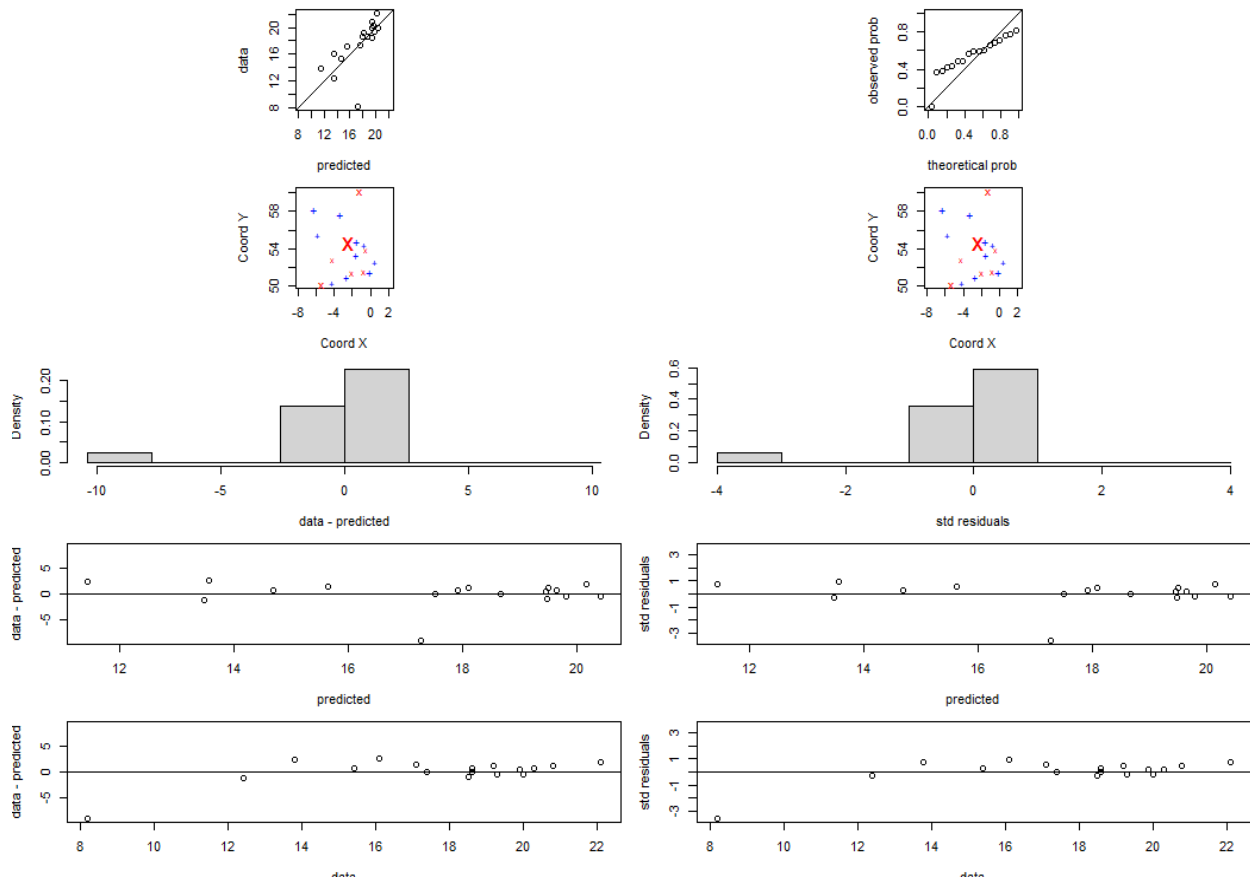 data
20
16
12
8
8 12 16 20
predicted
observed prob
0.8
0.4
0.0
0.0 0.4 0.8
theoretical prob
Coord Y
58
54
50
-8 -4 0 2
Coord X
Coord Y
58
54
50
-8 -4 0 2
Coord X
Density
0.20
0.10
0.00
-10 -5 0 5 10
data - predicted
Density
0.6
0.4
0.2
0.0
-4 -2 0 2 4
std residuals
data - predicted
5
0
-5
12 14 16 18 20
predicted
std residuals
3
1
-1
-3
12 14 16 18 20
predicted
data - predicted
5
0
-5
8 10 12 14 16 18 20 22
data
std residuals
3
1
-1
-3
8 10 12 14 16 18 20 22
data